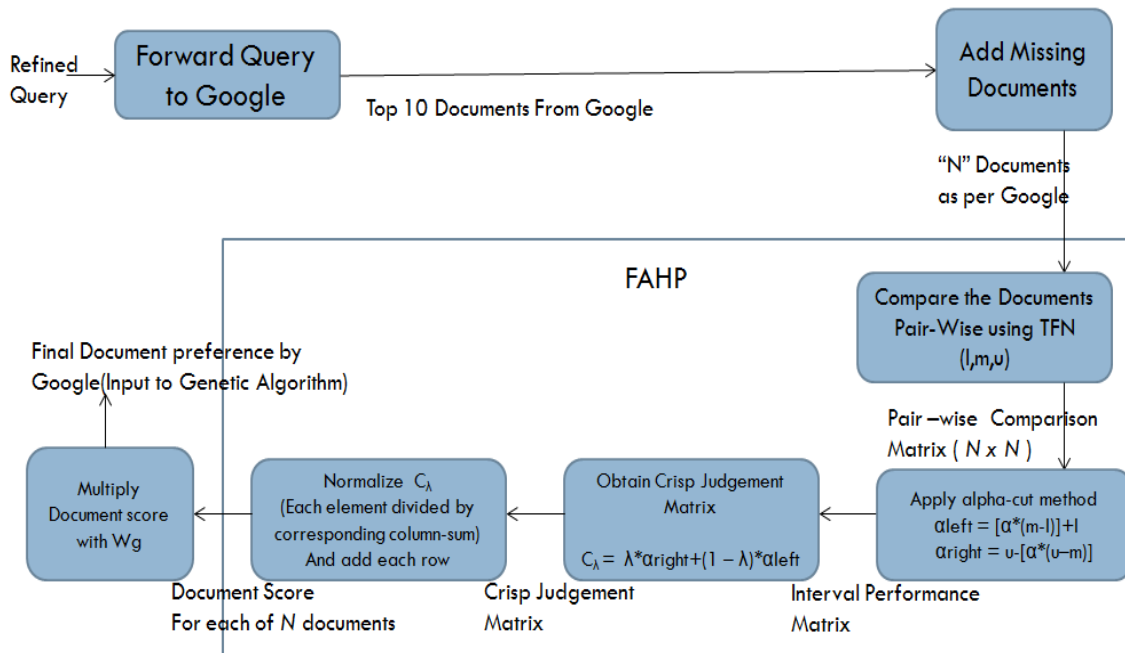 Refined
Query
Forward Query
to Google
Top 10 Documents From Google
Add Missing
Documents
“N” Documents
as per Google
FAHP
Compare the Documents
Pair-Wise using TFN
(l,m,u)
Pair –wise Comparison
Matrix ( N x N )
Apply alpha-cut method
αleft = [α*(m-l)]+l
αright = u-[α*(u–m)]
Interval Performance
Matrix
Obtain Crisp Judgement
Matrix
Cλ = λ*αright+(1 – λ)*αleft
Crisp Judgement
Matrix
Normalize Cλ
(Each element divided by
corresponding column-sum)
And add each row
Document Score
For each of N documents
Multiply
Document score
with Wg
Final Document preference by
Google(Input to Genetic Algorithm)